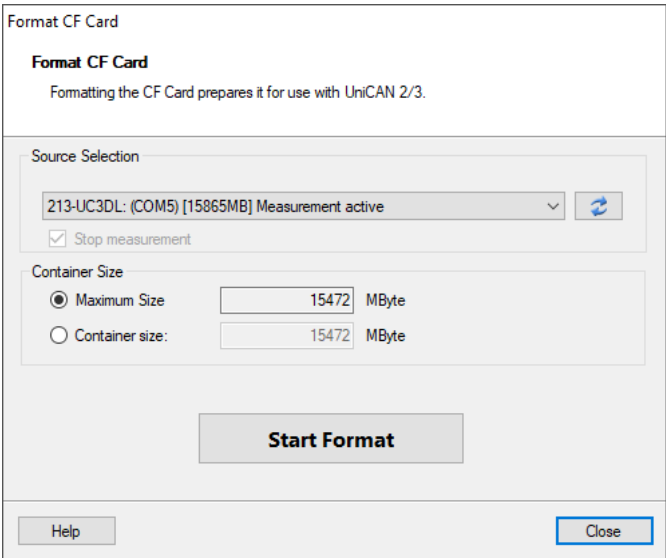 Format CF Card
Format CF Card
Formatting the CF Card prepares it for use with UniCAN 2/3.
Source Selection
213-UC3DL: (COM5) [15865MB] Measurement active
Stop measurement
Container Size
Maximum Size 15472 MByte
Container size: 15472 MByte
Start Format
Help Close